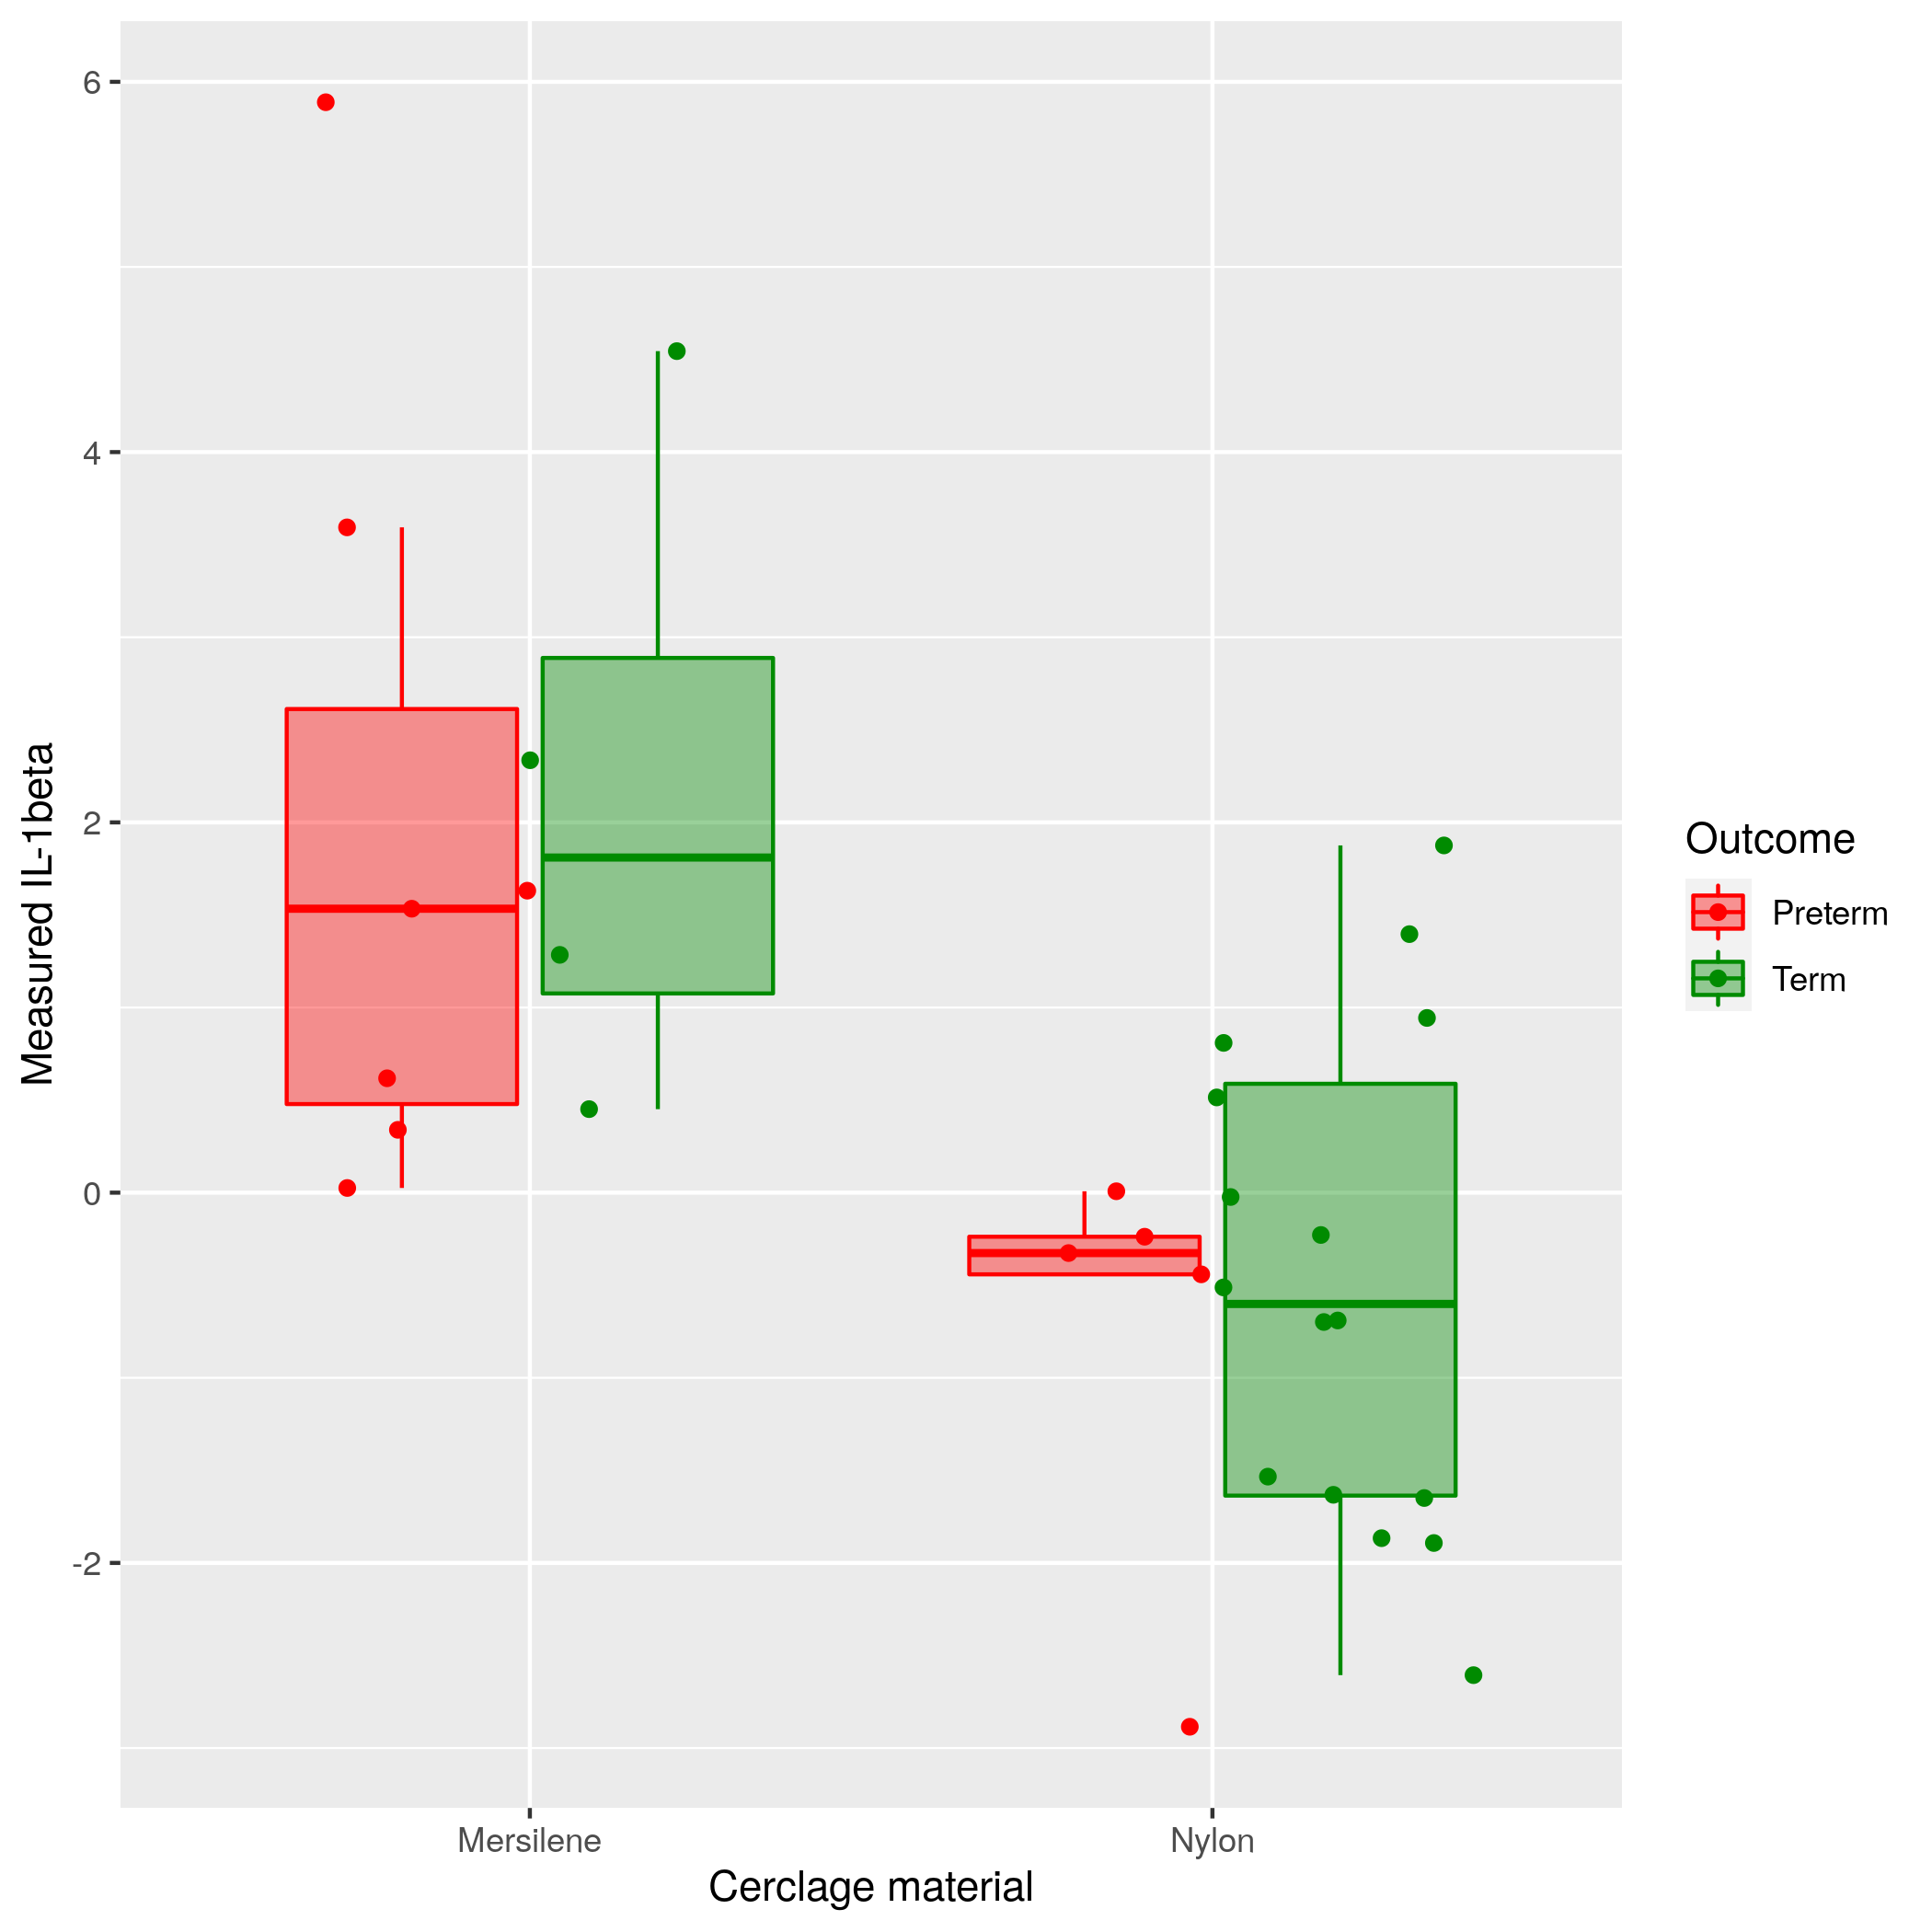 6
4
2
0
-2
Measured IL-1beta
Mersilene
Nylon
Cerclage material
Outcome
Preterm
Term